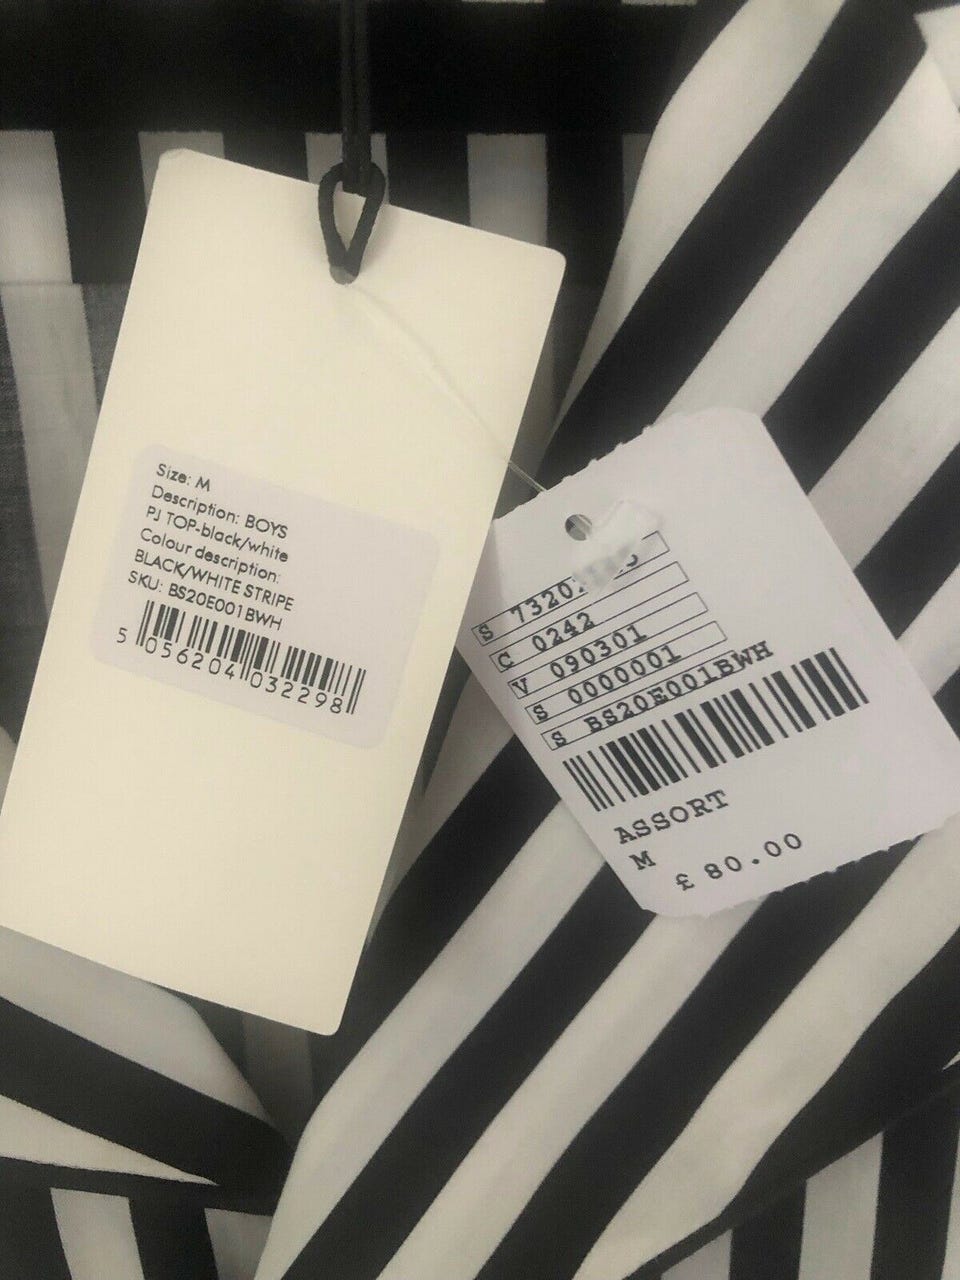 Size: M
Description: BOYS
PJ TOP-black/white
Colour description:
BLACK/WHITE STRIPE
SKU: BS20E001BWH
5 056204 032298
S
C 0242
V 090301
S 0000001
S BS20E001BWH
ASSORT
M
£ 80.00